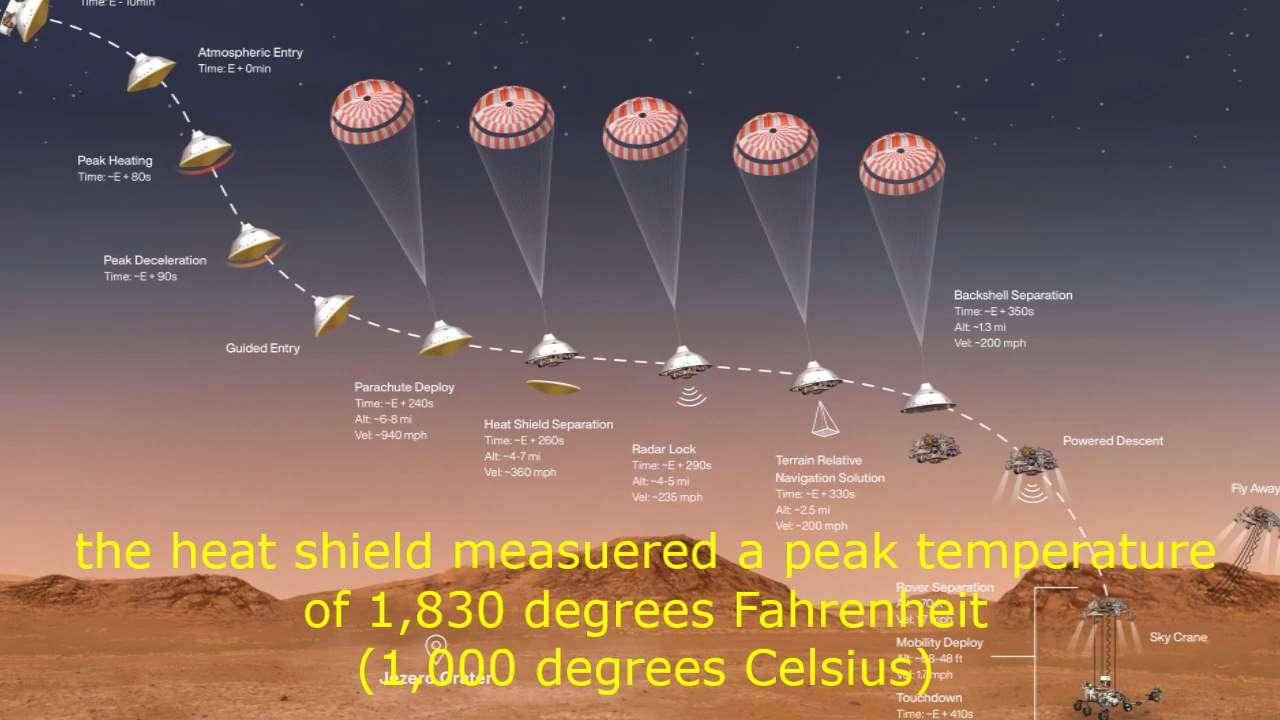 Time: E - 10min
Atmospheric Entry
Time: E + 0min
Peak Heating
Time: ~E + 80s
Peak Deceleration
Time: ~E + 90s
Guided Entry
Parachute Deploy
Time: ~E + 240s
Alt: ~6-8 mi
Vel: ~940 mph
Heat Shield Separation
Time: ~E + 260s
Alt: ~4-7 mi
Vel: ~360 mph
Radar Lock
Time: ~E + 290s
Alt: ~4-5 mi
Vel: ~235 mph
Terrain Relative
Navigation Solution
Time: ~E + 330s
Alt: ~2.5 mi
Vel: ~200 mph
Backshell Separation
Time: ~E + 350s
Alt: ~1.3 mi
Vel: ~200 mph
Powered Descent
Fly Away
Rover Separation
Sky Crane
Mobility Deploy
Touchdown
Time: ~E + 410s
Jezero Crater
the heat shield measuered a peak temperature
of 1,830 degrees Fahrenheit
(1,000 degrees Celsius)